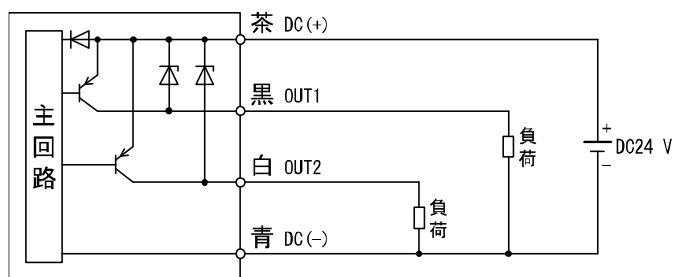 茶 DC(+)
主回路
黒 OUT1
負荷
+
DC24 V
−
白 OUT2
負荷
青 DC(−)